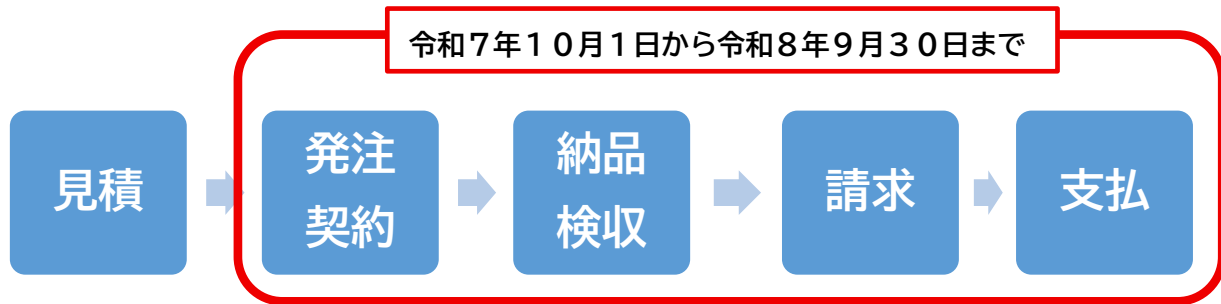 令和７年１０月１日から令和８年９月３０日まで
見積
発注
契約
納品
検収
請求
支払